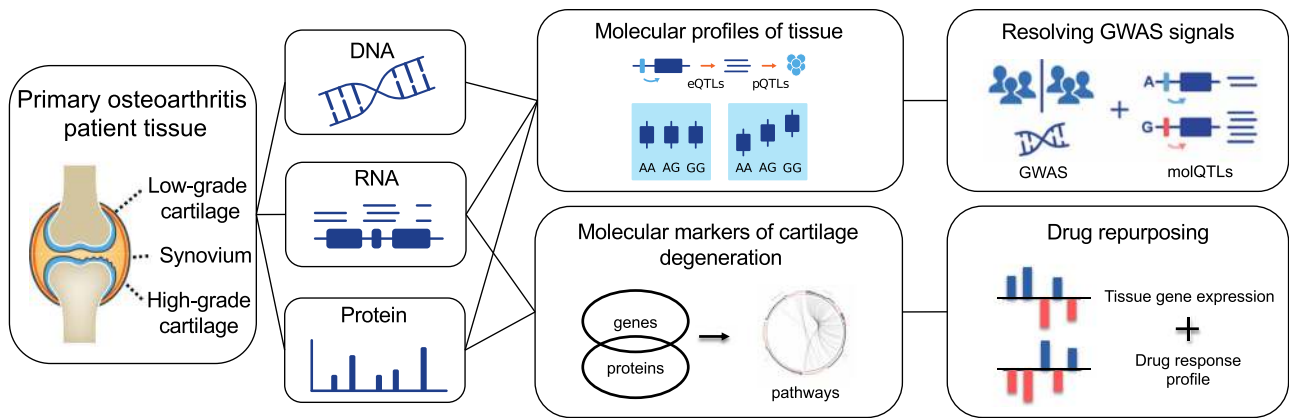 Primary osteoarthritis
patient tissue
Low-grade
cartilage
Synovium
High-grade
cartilage
DNA
RNA
Protein
Molecular profiles of tissue
eQTLs
pQTLs
AA AG GG
AA AG GG
Molecular markers of cartilage
degeneration
genes
proteins
pathways
Resolving GWAS signals
A
+
G
GWAS
molQTLs
Drug repurposing
Tissue gene expression
+
Drug response
profile